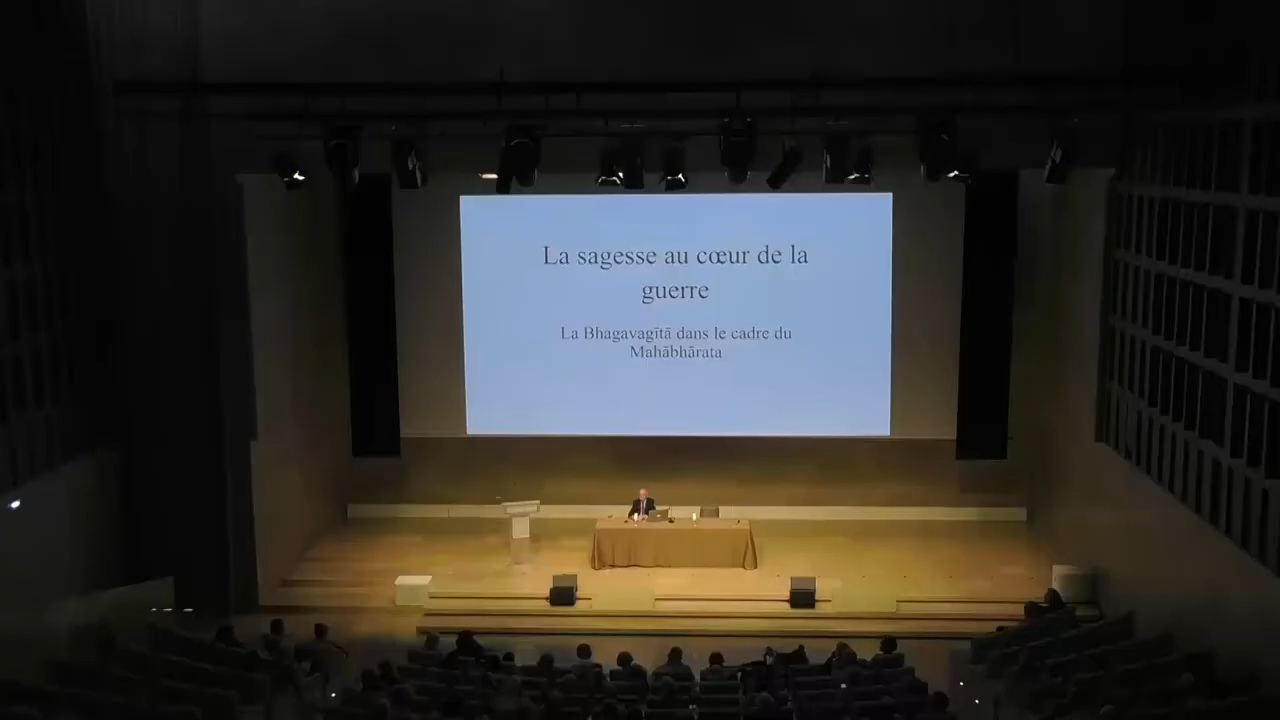 La sagesse au cœur de la
guerre
La Bhagavagītā dans le cadre du
Mahābhārata